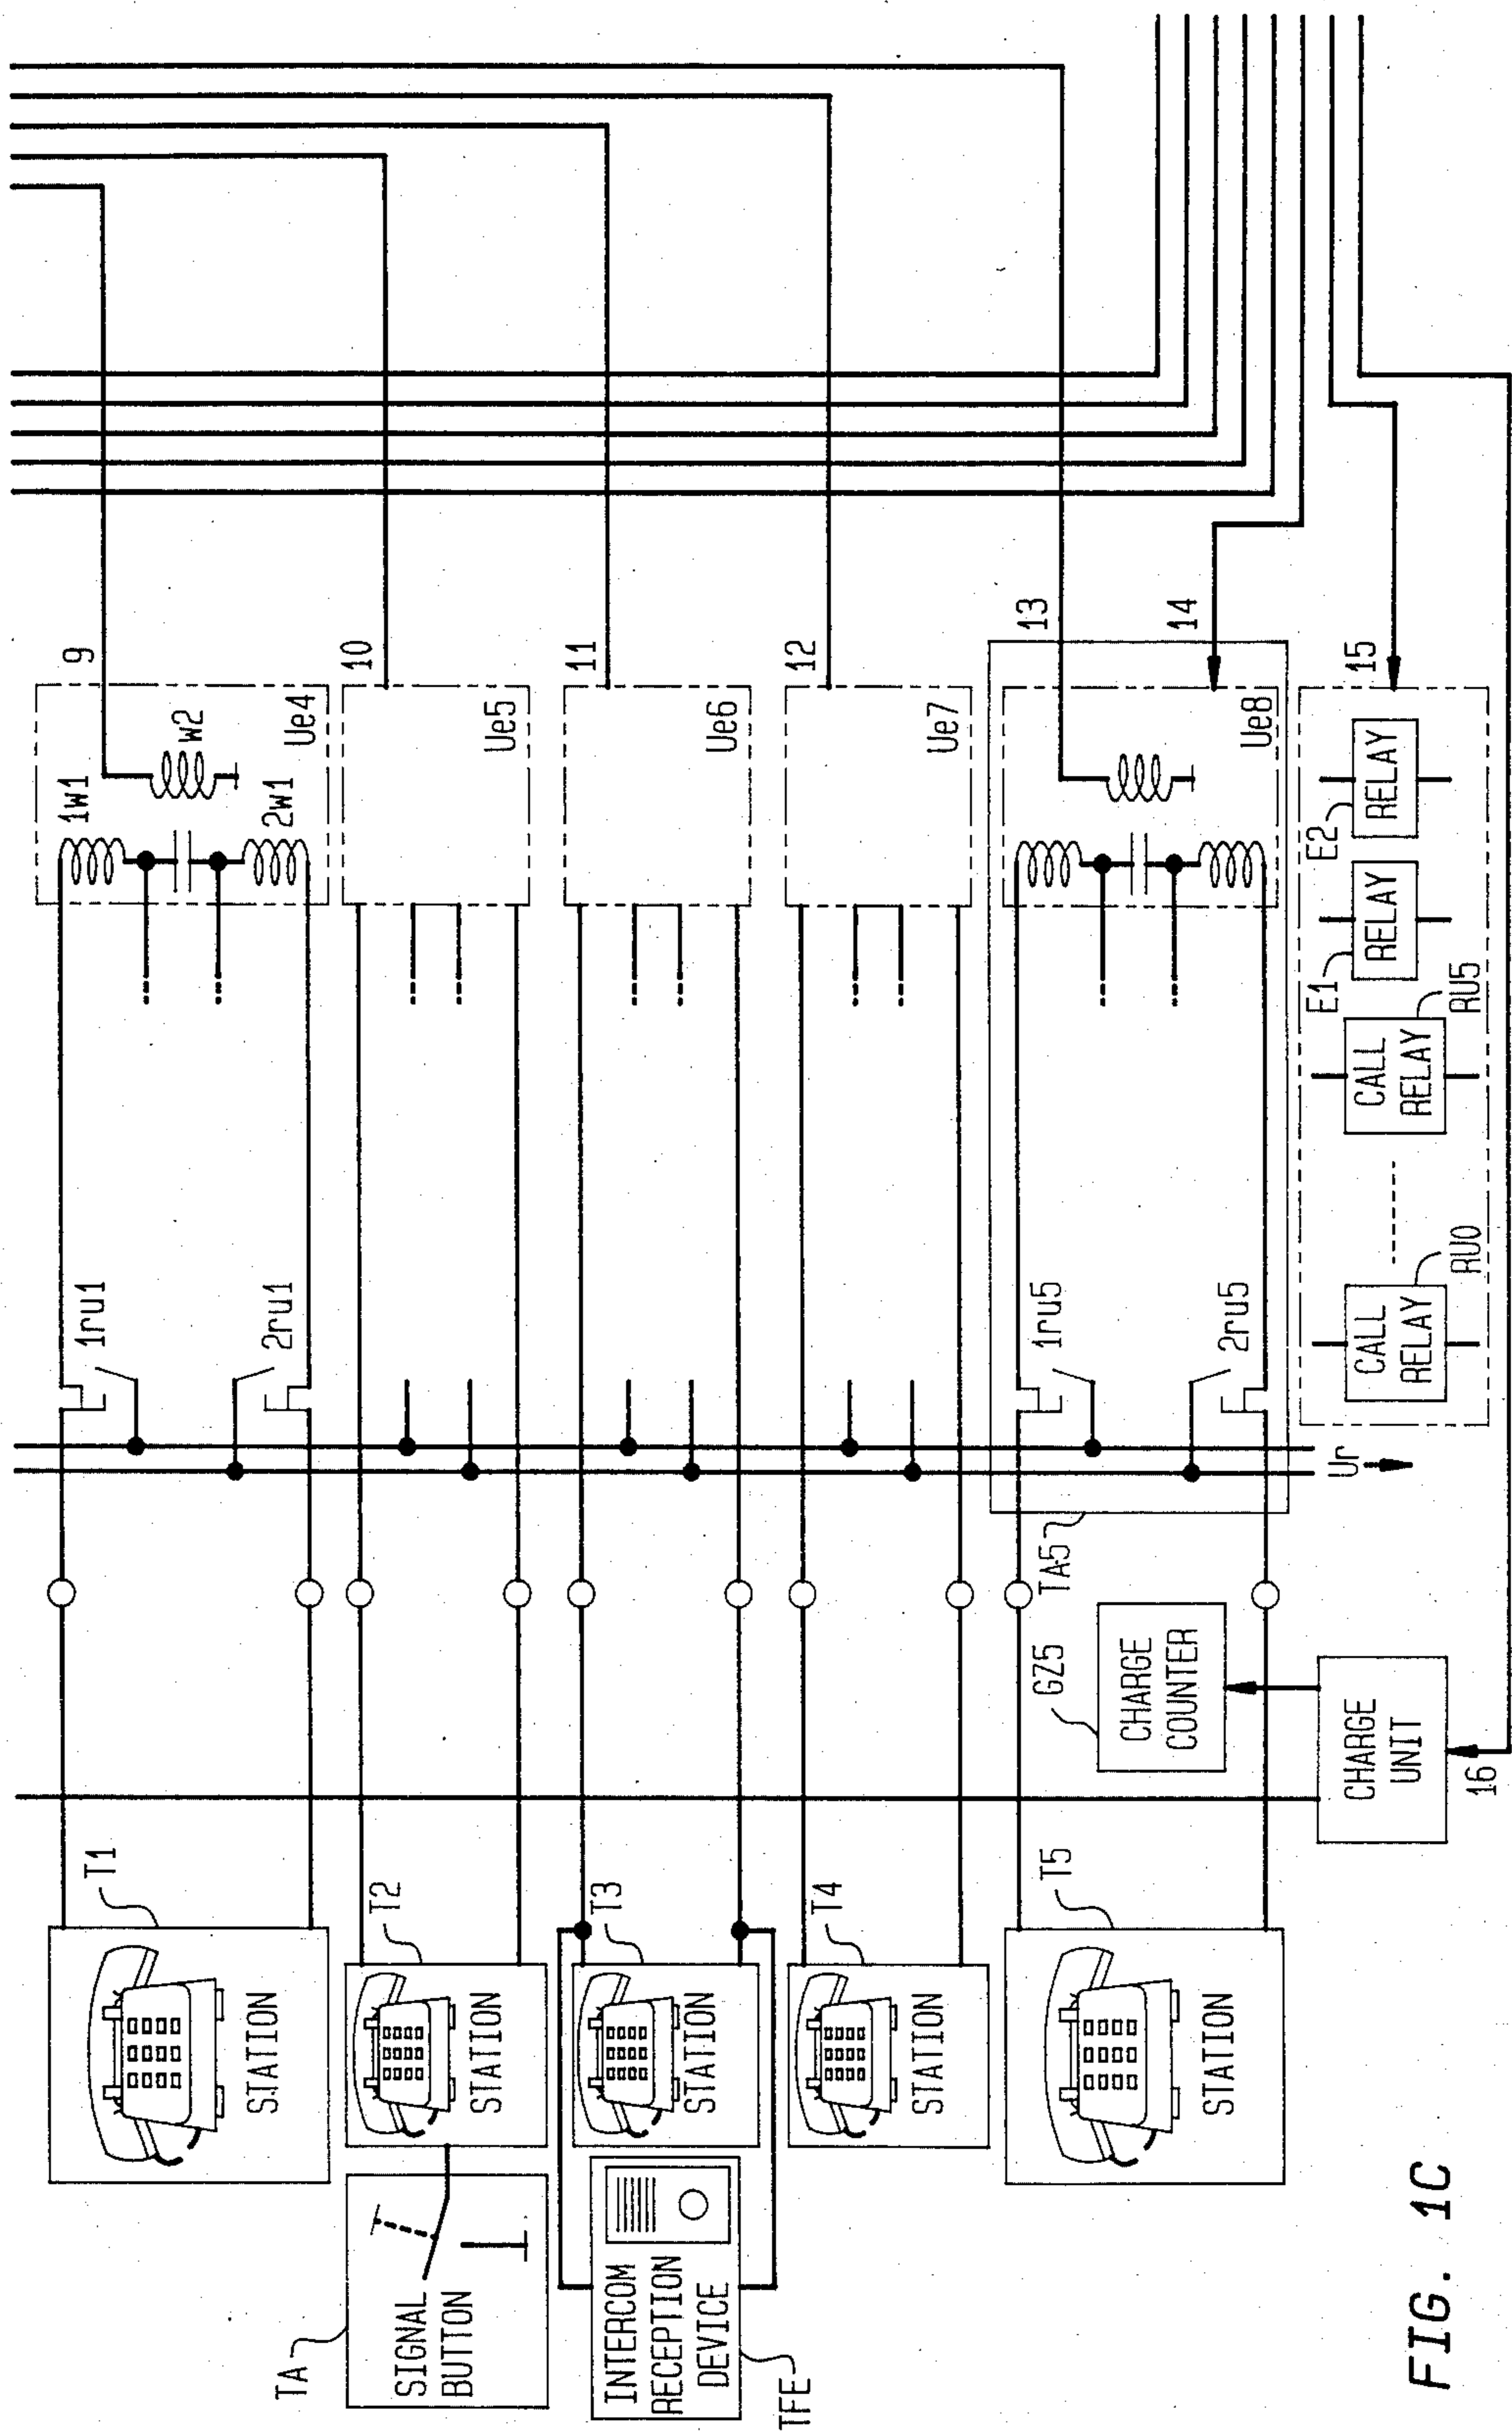 T1
STATION
1ru1
2ru1
1w1
w2
2w1
Ue4
9
TA
SIGNAL
BUTTON
T2
STATION
Ue5
10
TFE
INTERCOM
RECEPTION
DEVICE
T3
STATION
Ue6
11
T4
STATION
Ue7
12
T5
STATION
GZ5
CHARGE
COUNTER
TA5
1ru5
2ru5
Ue8
13
14
CHARGE
UNIT
16
Ur
CALL
RELAY
RU0
CALL
RELAY
RU5
E1
RELAY
E2
RELAY
15
FIG. 1C